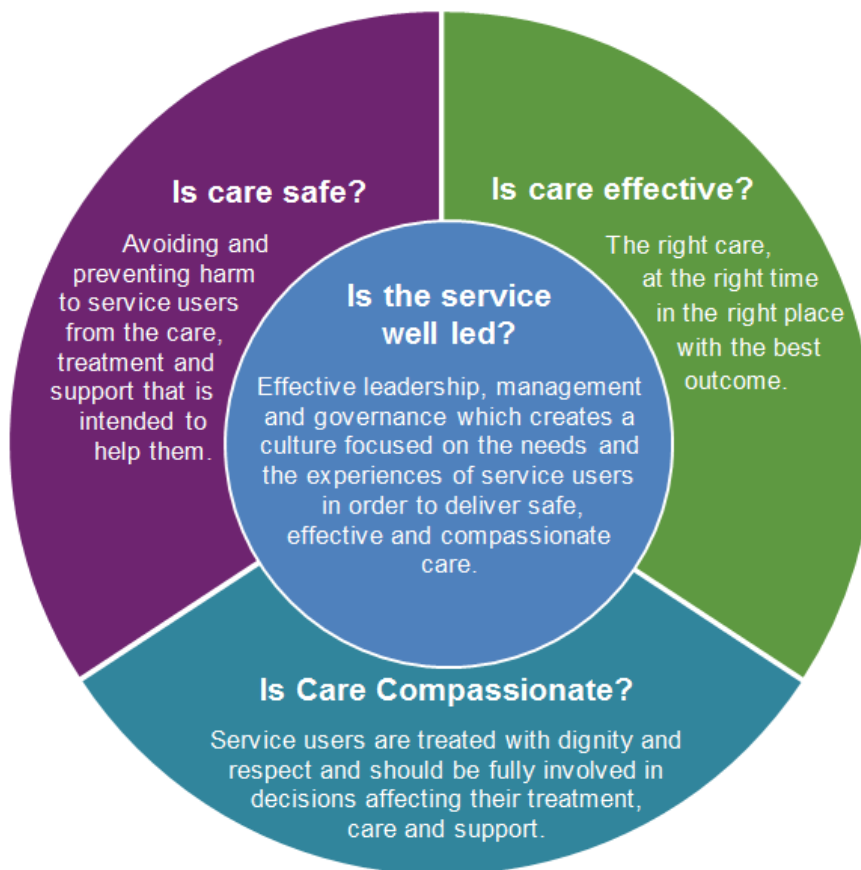 Is care safe?
Avoiding and
preventing harm
to service users
from the care,
treatment and
support that is
intended to
help them.
Is care effective?
The right care,
at the right time
in the right place
with the best
outcome.
Is the service
well led?
Effective leadership, management
and governance which creates a
culture focused on the needs and
the experiences of service users
in order to deliver safe,
effective and compassionate
care.
Is Care Compassionate?
Service users are treated with dignity and
respect and should be fully involved in
decisions affecting their treatment,
care and support.